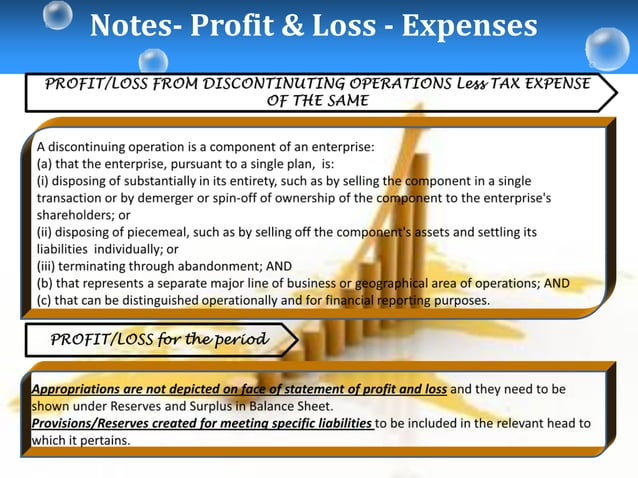 Notes- Profit & Loss - Expenses
PROFIT/LOSS FROM DISCONTINUTING OPERATIONS Less TAX EXPENSE
OF THE SAME
A discontinuing operation is a component of an enterprise:
(a) that the enterprise, pursuant to a single plan,  is:
(i) disposing of substantially in its entirety, such as by selling the component in a single
transaction or by demerger or spin-off of ownership of the component to the enterprise's
shareholders; or
(ii) disposing of piecemeal, such as by selling off the component's assets and settling its
liabilities  individually; or
(iii) terminating through abandonment; AND
(b) that represents a separate major line of business or geographical area of operations; AND
(c) that can be distinguished operationally and for financial reporting purposes.
PROFIT/LOSS for the period
Appropriations are not depicted on face of statement of profit and loss and they need to be
shown under Reserves and Surplus in Balance Sheet.
Provisions/Reserves created for meeting specific liabilities to be included in the relevant head to
which it pertains.